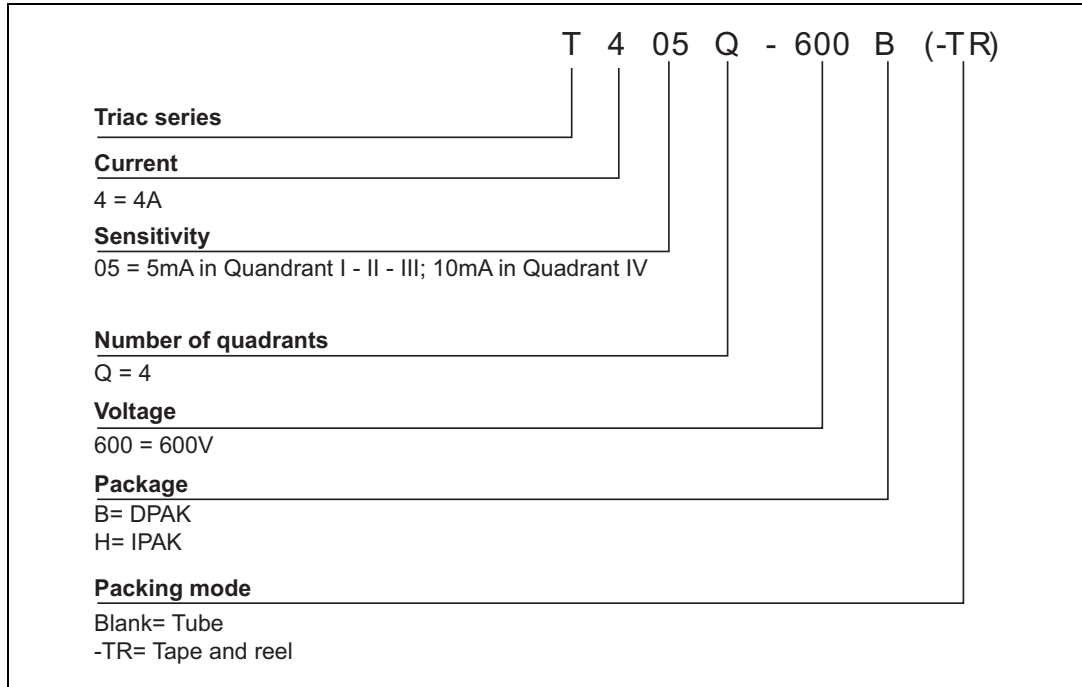 T 4 05 Q - 600 B (-TR)
Triac series
Current
4 = 4A
Sensitivity
05 = 5mA in Quandrant I - II - III; 10mA in Quadrant IV
Number of quadrants
Q = 4
Voltage
600 = 600V
Package
B= DPAK
H= IPAK
Packing mode
Blank= Tube
-TR= Tape and reel